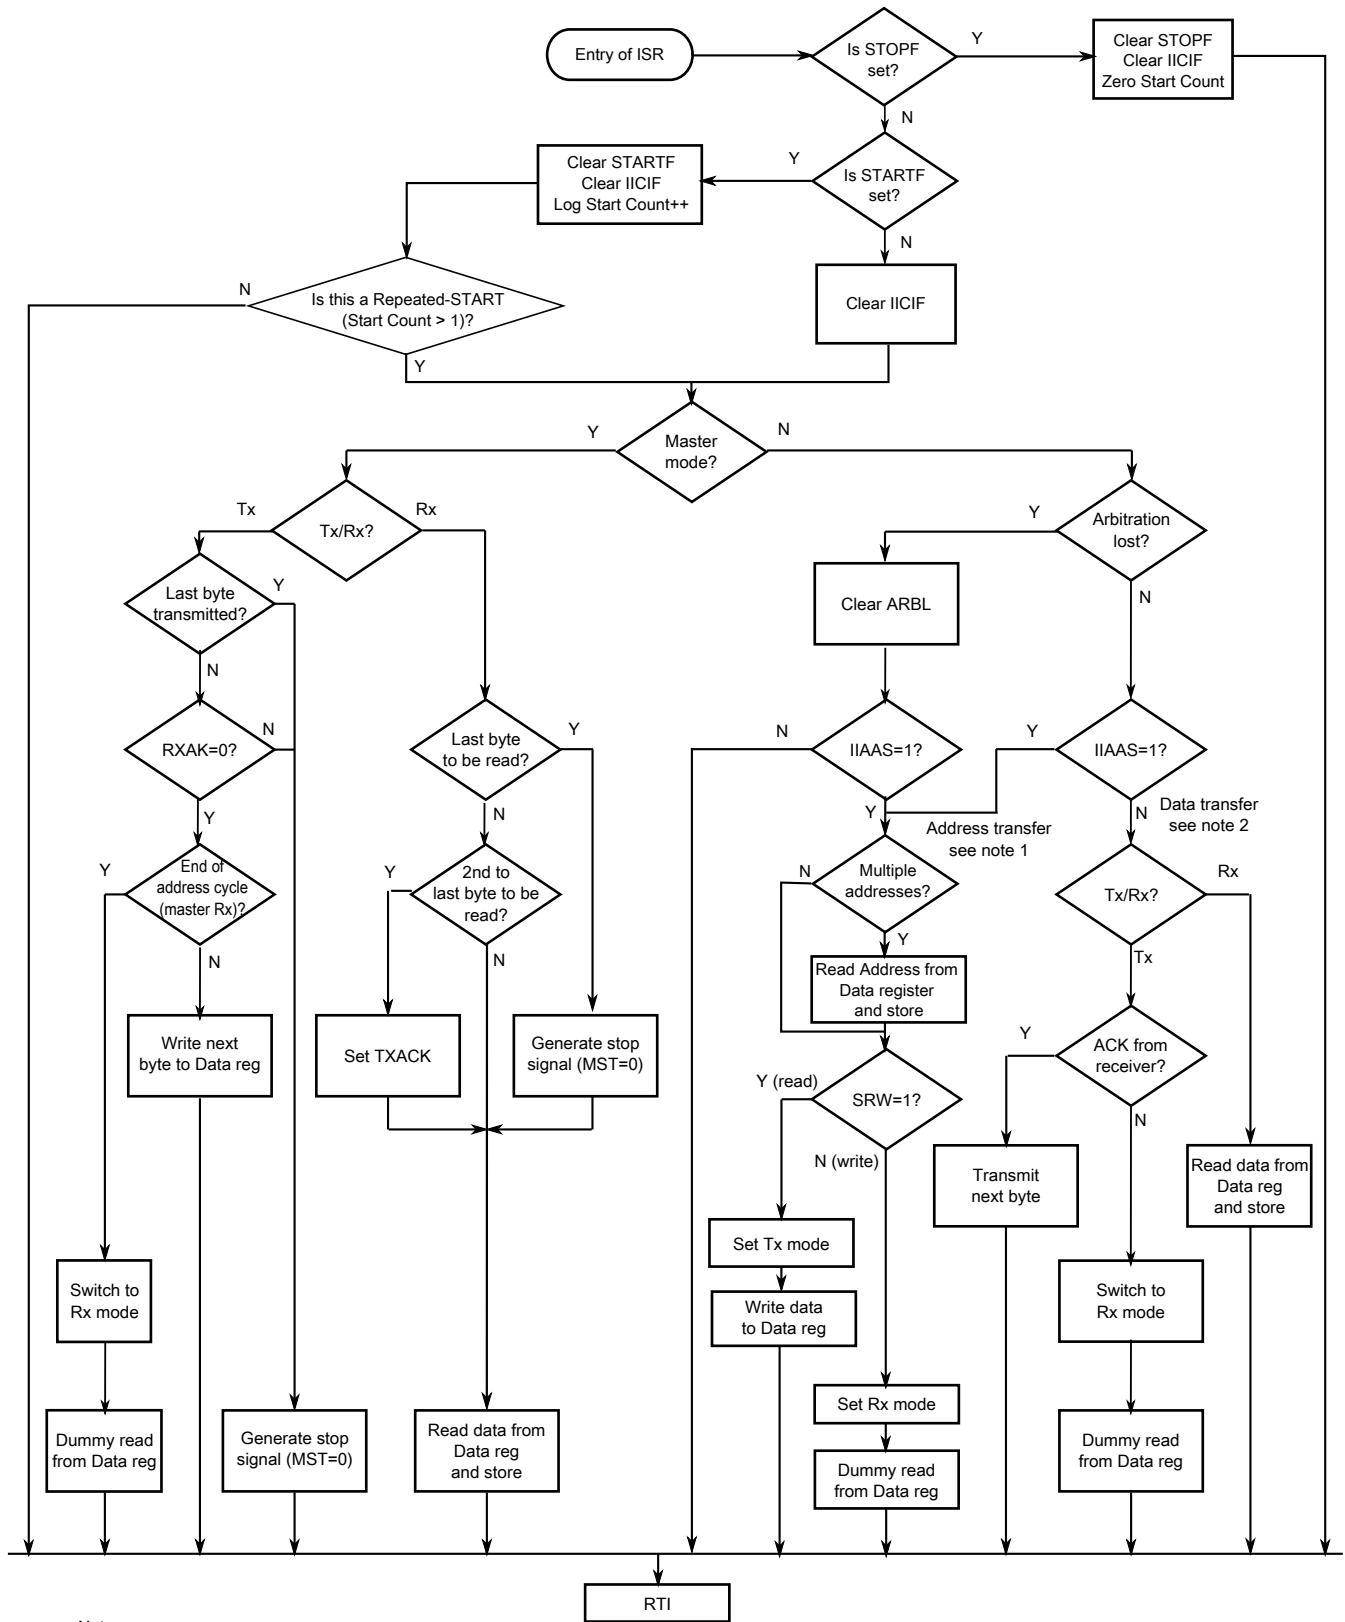 Entry of ISR
Is STOPF
set?
Y
Clear STOPF
Clear IICIF
Zero Start Count
N
Clear STARTF
Clear IICIF
Log Start Count++
Y
Is STARTF
set?
N
N
Is this a Repeated-START
(Start Count > 1)?
Clear IICIF
Y
Y
Master
mode?
N
Tx
Tx/Rx?
Rx
Y
Arbitration
lost?
Last byte
transmitted?
Y
Clear ARBL
N
N
RXAK=0?
N
Last byte
to be read?
Y
N
IIAAS=1?
Y
IIAAS=1?
Y
N
Y
Address transfer
see note 1
N
Data transfer
see note 2
Y
End of
address cycle
(master Rx)?
Y
2nd to
last byte to be
read?
N
Multiple
addresses?
Tx/Rx?
Rx
N
N
Y
Tx
Read Address from
Data register
and store
Write next
byte to Data reg
Set TXACK
Generate stop
signal (MST=0)
Y
ACK from
receiver?
Y (read)
SRW=1?
N
N (write)
Transmit
next byte
Read data from
Data reg
and store
Set Tx mode
Switch to
Rx mode
Write data
to Data reg
Switch to
Rx mode
Set Rx mode
Dummy read
from Data reg
Generate stop
signal (MST=0)
Read data from
Data reg
and store
Dummy read
from Data reg
Dummy read
from Data reg
RTI